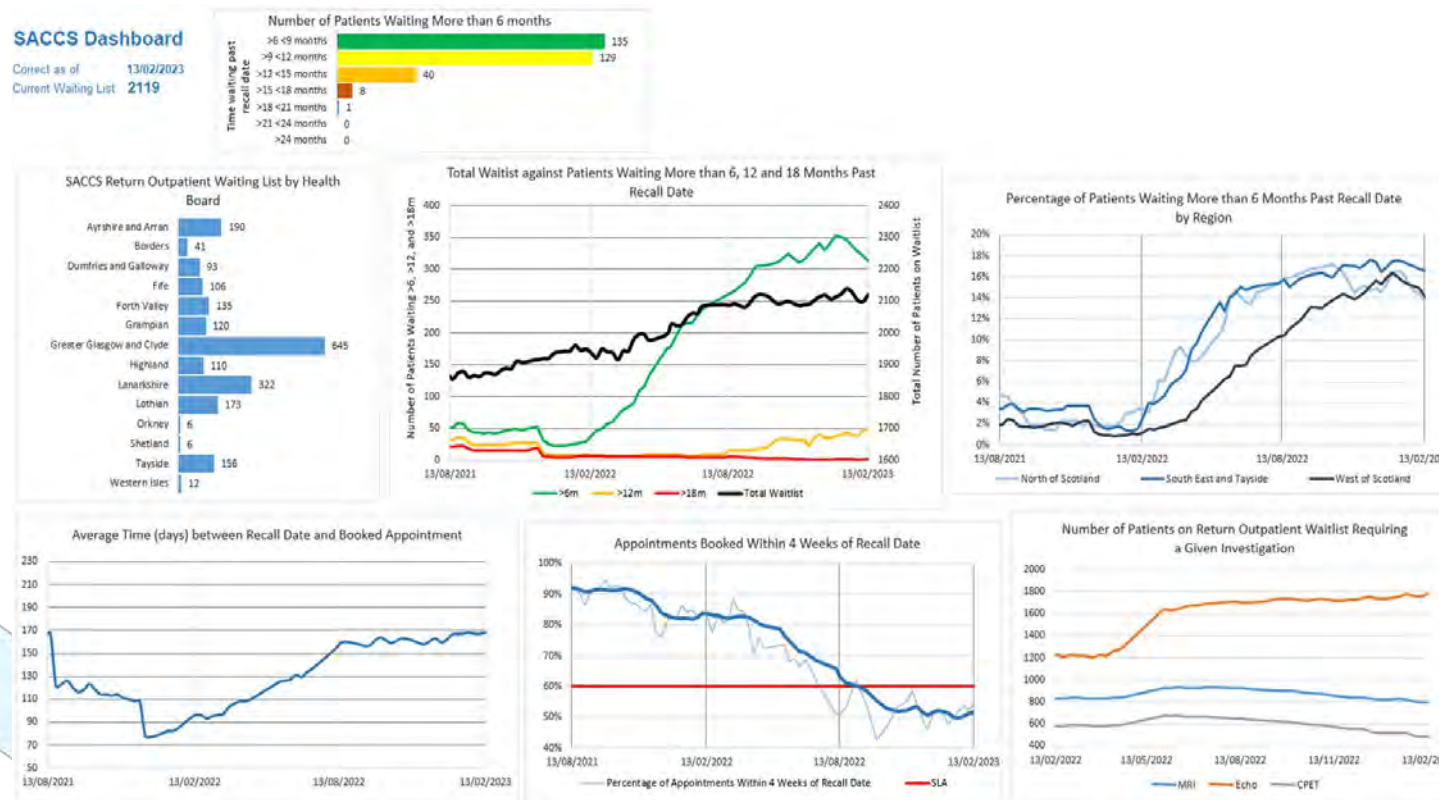 SACCS Dashboard
Correct as of 13/02/2023
Current Waiting List 2119
Number of Patients Waiting More than 6 months
Time waiting past
recall date
>6 <9 months 135
>9 <12 months 129
>12 <15 months 40
>15 <18 months 8
>18 <21 months 1
>21 <24 months 0
>24 months 0
SACCS Return Outpatient Waiting List by Health
Board
Ayrshire and Arran 190
Borders 41
Dumfries and Galloway 93
Fife 106
Forth Valley 135
Grampian 120
Greater Glasgow and Clyde 645
Highland 110
Lanarkshire 322
Lothian 173
Orkney 6
Shetland 6
Tayside 156
Western Isles 12
Total Waitist against Patients Waiting More than 6, 12 and 18 Months Past
Recall Date
Number of Patients Waiting >6, >12, and >18m
400
350
300
250
200
150
100
50
0
2400
2300
2200
2100
2000
1900
1800
1700
1600
Total Number of Patients on Waitlist
13/08/2021 13/02/2022 13/08/2022 13/02/2023
>6m >12m >18m Total Waitlist
Percentage of Patients Waiting More than 6 Months Past Recall Date
by Region
20%
18%
16%
14%
12%
10%
8%
6%
4%
2%
0%
13/08/2021 13/02/2022 13/08/2022 13/02/20
North of Scotland South East and Tayside West of Scotland
Average Time (days) between Recall Date and Booked Appointment
230
210
190
170
150
130
110
90
70
50
13/08/2021 13/02/2022 13/08/2022 13/02/2023
Appointments Booked Within 4 Weeks of Recall Date
100%
90%
80%
70%
60%
50%
40%
13/08/2021 13/02/2022 13/08/2022 13/02/2023
Percentage of Appointments Within 4 Weeks of Recall Date SLA
Number of Patients on Return Outpatient Waitlist Requiring
a Given Investigation
2000
1800
1600
1400
1200
1000
800
600
400
13/02/2022 13/05/2022 13/08/2022 13/11/2022 13/02/20
MRI Echo CPET